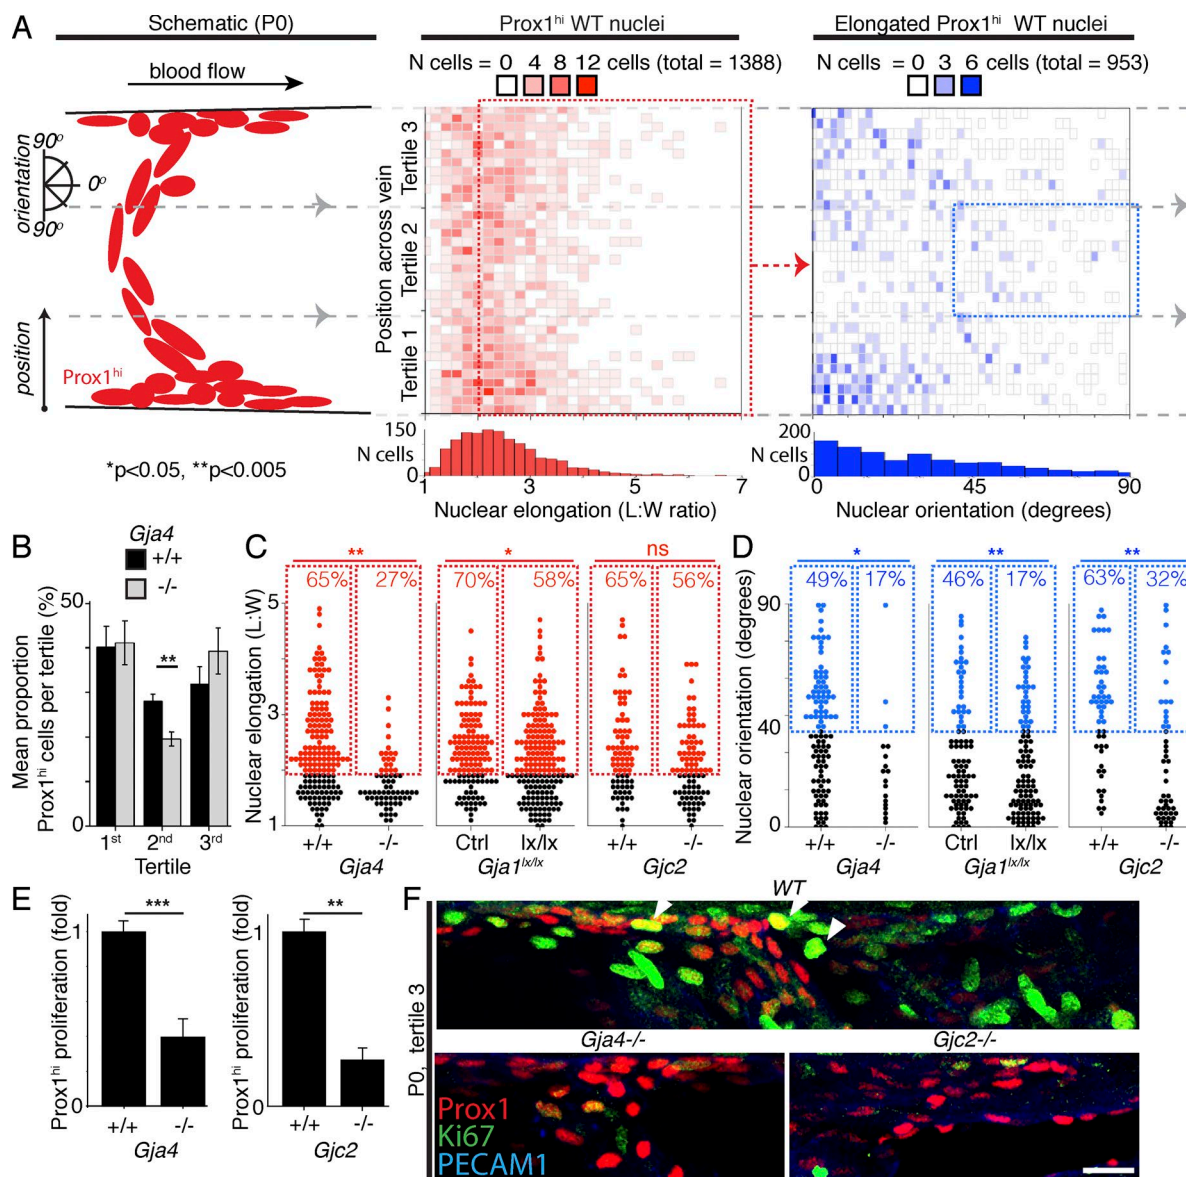 A
Schematic (P0)
Prox1hi WT nuclei
Elongated Prox1hi WT nuclei
blood flow
N cells = 0 4 8 12 cells (total = 1388)
N cells = 0 3 6 cells (total = 953)
orientation
90o
0o
90o
position
Prox1hi
Position across vein
Tertile 3
Tertile 2
Tertile 1
*p<0.05, **p<0.005
150
N cells
0
1 3 5 7
Nuclear elongation (L:W ratio)
200
N cells
0
0 45 90
Nuclear orientation (degrees)
B
Gja4
+/+
-/-
Mean proportion
Prox1hi cells per tertile (%)
50
0
**
1st 2nd 3rd
Tertile
C
** * ns
65% 27% 70% 58% 65% 56%
Nuclear elongation (L:W)
5
3
1
+/+ -/- Ctrl lx/lx +/+ -/-
Gja4 Gja1lx/lx Gjc2
D
* ** **
49% 17% 46% 17% 63% 32%
Nuclear orientation (degrees)
90
40
0
+/+ -/- Ctrl lx/lx +/+ -/-
Gja4 Gja1lx/lx Gjc2
E
Prox1hi proliferation (fold)
1
0
***
+/+ -/-
Gja4
Prox1hi proliferation (fold)
1
0
**
+/+ -/-
Gjc2
F
WT
P0, tertile 3
Gja4-/- Gjc2-/-
Prox1
Ki67
PECAM1